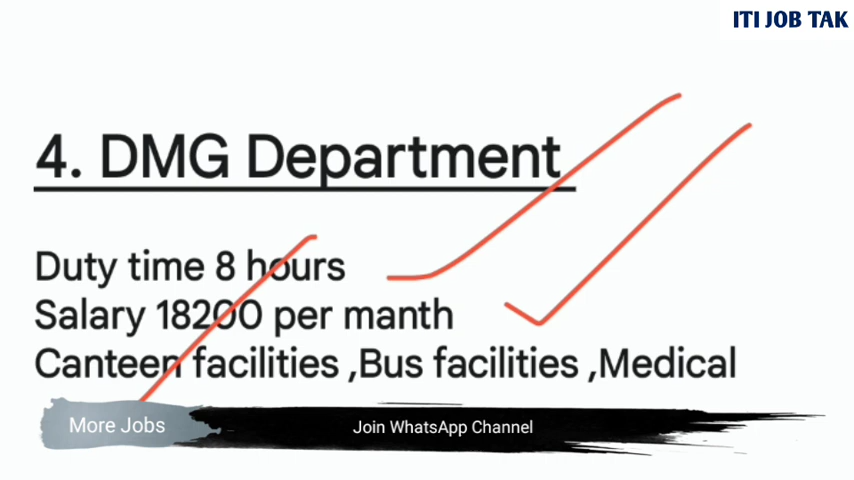 ITI JOB TAK
4. DMG Department
Duty time 8 hours
Salary 18200 per manth
Canteen facilities ,Bus facilities ,Medical
More Jobs
Join WhatsApp Channel